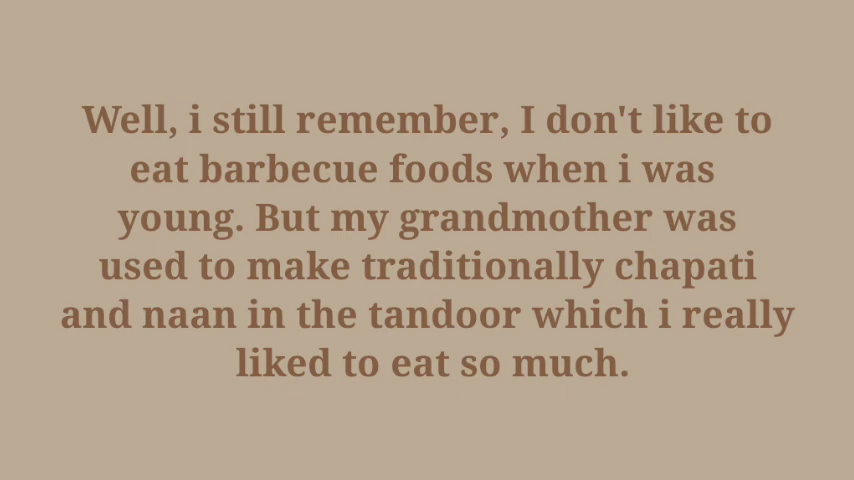 Well, i still remember, I don't like to
eat barbecue foods when i was
young. But my grandmother was
used to make traditionally chapati
and naan in the tandoor which i really
liked to eat so much.